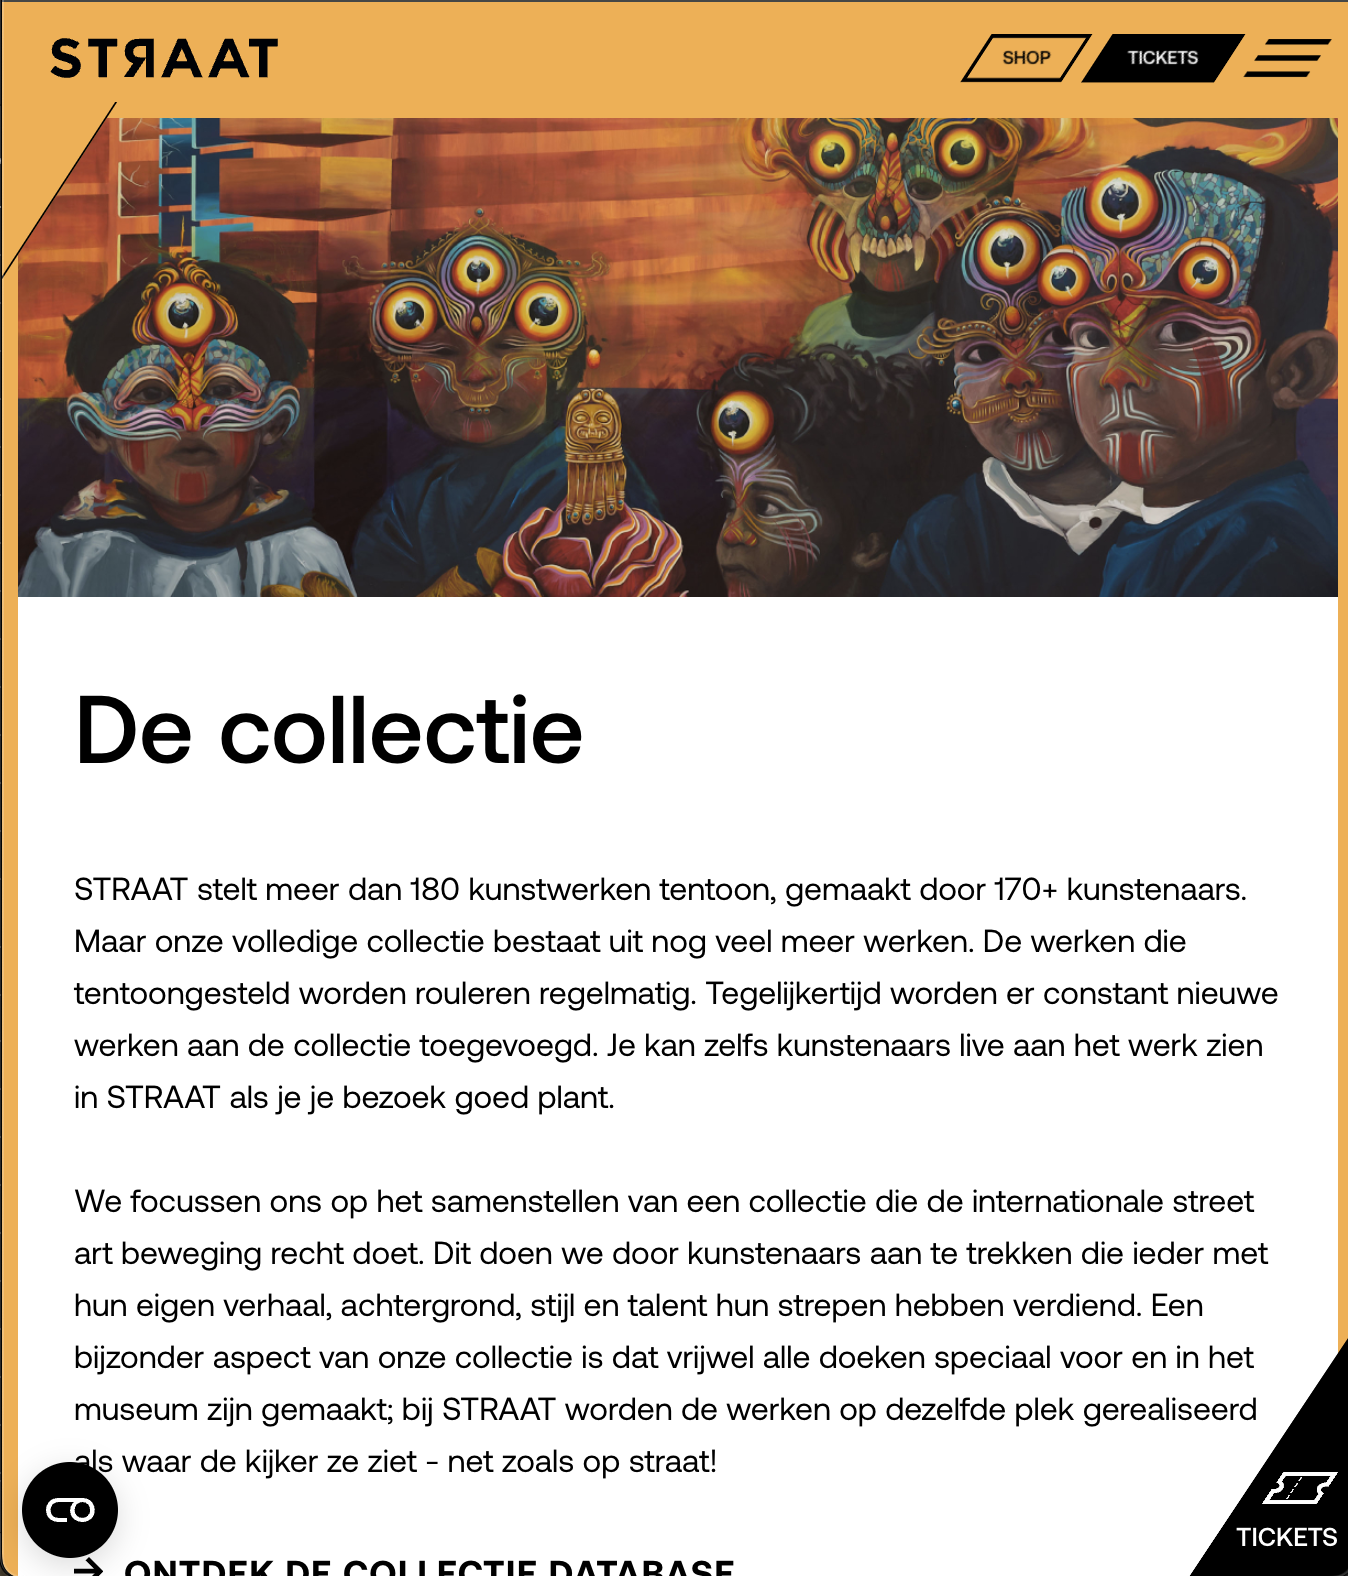 STRAAT
SHOP
TICKETS
De collectie
STRAAT stelt meer dan 180 kunstwerken tentoon, gemaakt door 170+ kunstenaars.
Maar onze volledige collectie bestaat uit nog veel meer werken. De werken die
tentoongesteld worden rouleren regelmatig. Tegelijkertijd worden er constant nieuwe
werken aan de collectie toegevoegd. Je kan zelfs kunstenaars live aan het werk zien
in STRAAT als je je bezoek goed plant.
We focussen ons op het samenstellen van een collectie die de internationale street
art beweging recht doet. Dit doen we door kunstenaars aan te trekken die ieder met
hun eigen verhaal, achtergrond, stijl en talent hun strepen hebben verdiend. Een
bijzonder aspect van onze collectie is dat vrijwel alle doeken speciaal voor en in het
museum zijn gemaakt; bij STRAAT worden de werken op dezelfde plek gerealiseerd
als waar de kijker ze ziet - net zoals op straat!
→ ONTDEK DE COLLECTIE DATABASE
TICKETS